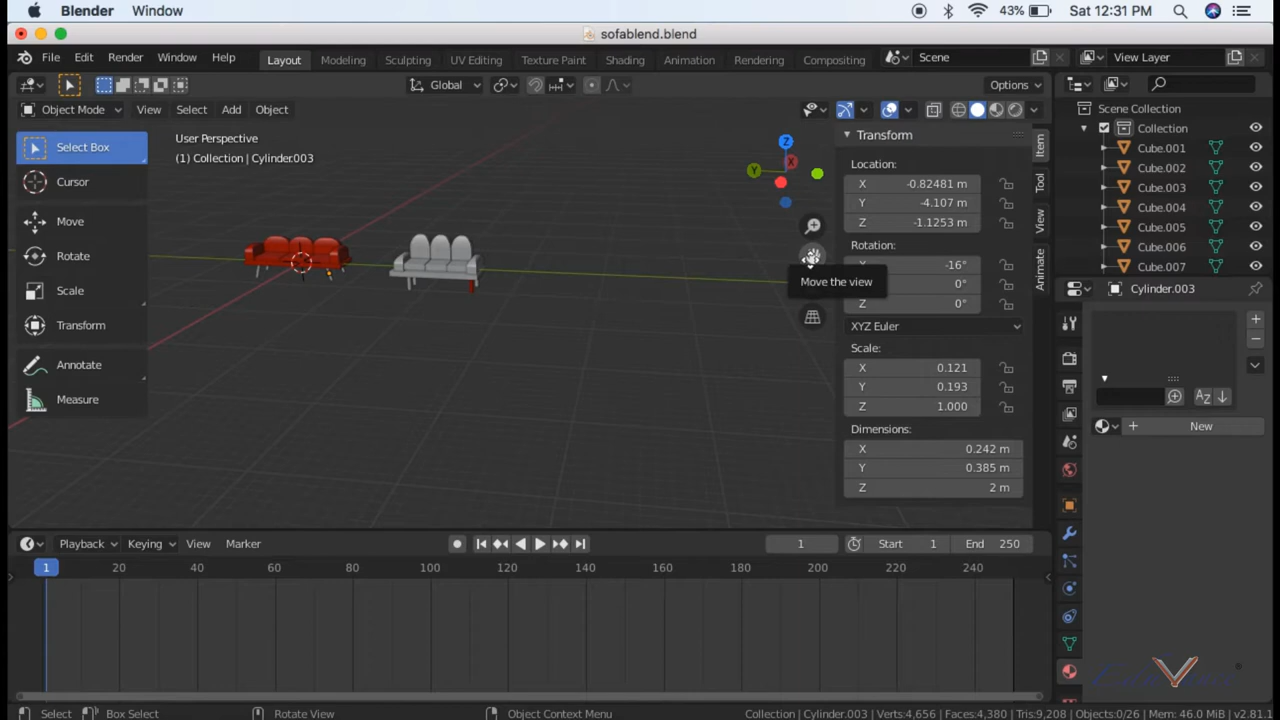 Blender Window 43% Sat 12:31 PM
sofablend.blend
File Edit Render Window Help Layout Modeling Sculpting UV Editing Texture Paint Shading Animation Rendering Compositing Scene View Layer
Global Options
Object Mode View Select Add Object
Select Box
Cursor
Move
Rotate
Scale
Transform
Annotate
Measure
User Perspective
(1) Collection | Cylinder.003
Z
X
Y
Move the view
Transform
Location:
X -0.82481 m
Y -4.107 m
Z -1.1253 m
Rotation:
X -16°
0°
Z 0°
XYZ Euler
Scale:
X 0.121
Y 0.193
Z 1.000
Dimensions:
X 0.242 m
Y 0.385 m
Z 2 m
Item
Tool
View
Animate
Scene Collection
Collection
Cube.001
Cube.002
Cube.003
Cube.004
Cube.005
Cube.006
Cube.007
Cylinder.003
New
Playback Keying View Marker 1 Start 1 End 250
1 20 40 60 80 100 120 140 160 180 200 220 240
Select Box Select Rotate View Object Context Menu Collection | Cylinder.003 | Verts:4,656 | Faces:4,380 | Tris:9,208 | Objects:0/26 | Mem: 46.0 MiB | v2.81.1